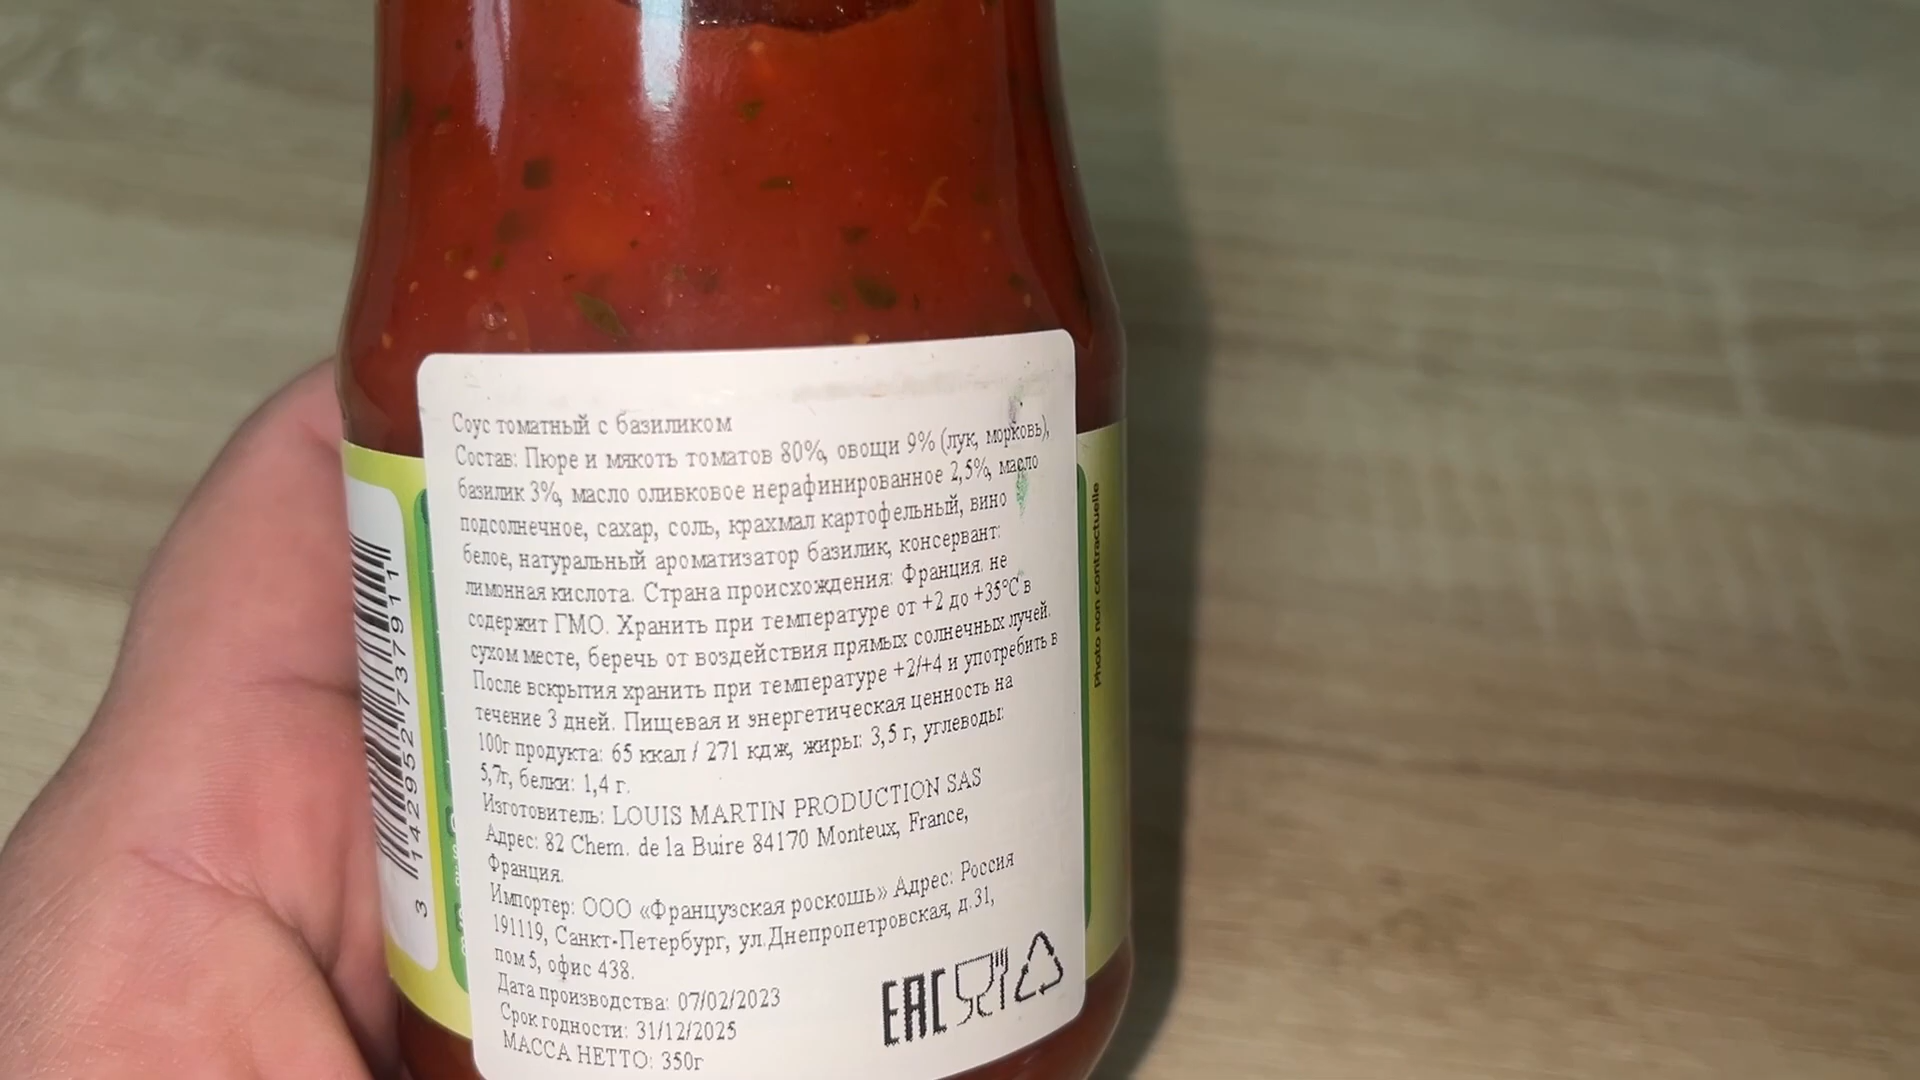 Соус томатный с базиликом
Состав: Пюре и мякоть томатов 80%, овощи 9% (лук, морковь),
базилик 3%, масло оливковое нерафинированное 2,5%, масло
подсолнечное, сахар, соль, крахмал картофельный, вино
белое, натуральный ароматизатор базилик, консервант:
лимонная кислота. Страна происхождения: Франция. не
содержит ГМО. Хранить при температуре от +2 до +35°С в
сухом месте, беречь от воздействия прямых солнечных лучей.
После вскрытия хранить при температуре +2/+4 и употребить в
течение 3 дней. Пищевая и энергетическая ценность на
100г продукта: 65 ккал / 271 кдж, жиры: 3,5 г, углеводы:
5,7г, белки: 1,4 г.
Изготовитель: LOUIS MARTIN PRODUCTION SAS
Адрес: 82 Chem. de la Buire 84170 Monteux, France,
Франция.
Импортер: ООО «Французская роскошь» Адрес: Россия
191119, Санкт-Петербург, ул.Днепропетровская, д.31,
пом 5, офис 438.
Дата производства: 07/02/2023
Срок годности: 31/12/2025
МАССА НЕТТО: 350г
EAC
3 142952 737911
Photo non contractuelle